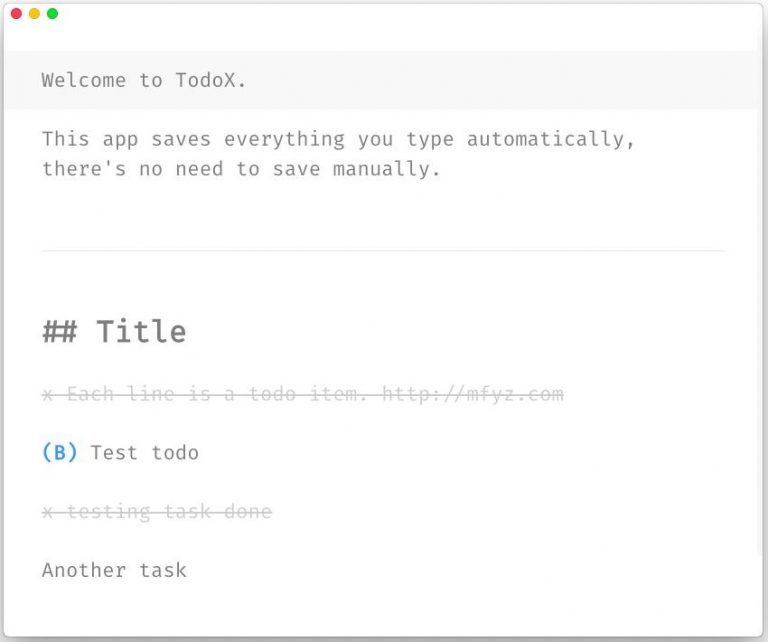 Welcome to TodoX.
This app saves everything you type automatically,
there's no need to save manually.
## Title
x Each line is a todo item. http://mfyz.com
(B) Test todo
x testing task done
Another task